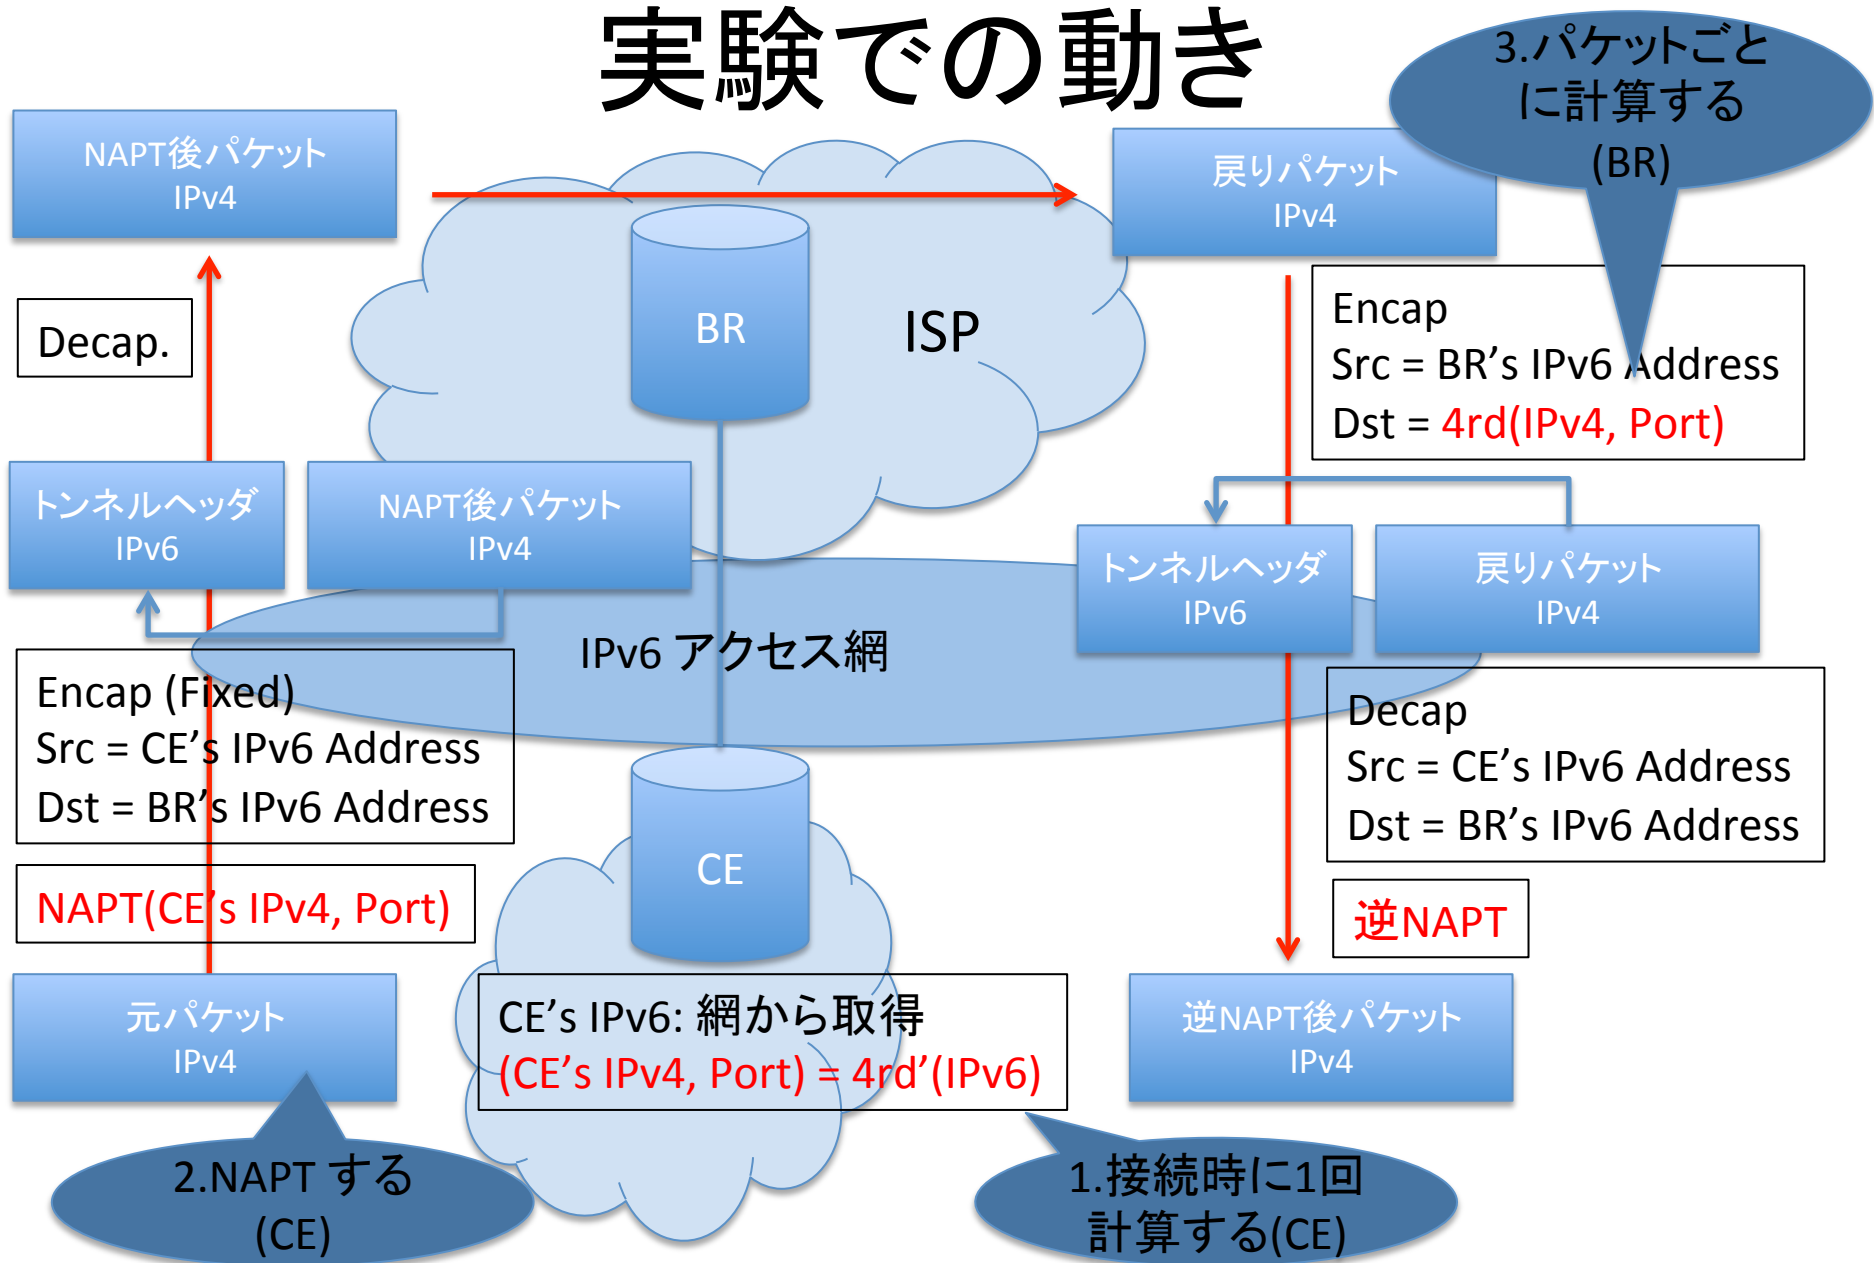 実験での動き
3.パケットごと
に計算する
(BR)
NAPT後パケット
IPv4
戻りパケット
IPv4
Decap.
BR
ISP
Encap
Src = BR’s IPv6 Address
Dst = 4rd(IPv4, Port)
トンネルヘッダ
IPv6
NAPT後パケット
IPv4
トンネルヘッダ
IPv6
戻りパケット
IPv4
IPv6 アクセス網
Encap (Fixed)
Src = CE’s IPv6 Address
Dst = BR’s IPv6 Address
Decap
Src = CE’s IPv6 Address
Dst = BR’s IPv6 Address
NAPT(CE’s IPv4, Port)
CE
逆NAPT
元パケット
IPv4
CE’s IPv6: 網から取得
(CE’s IPv4, Port) = 4rd’(IPv6)
逆NAPT後パケット
IPv4
2.NAPT する
(CE)
1.接続時に1回
計算する(CE)